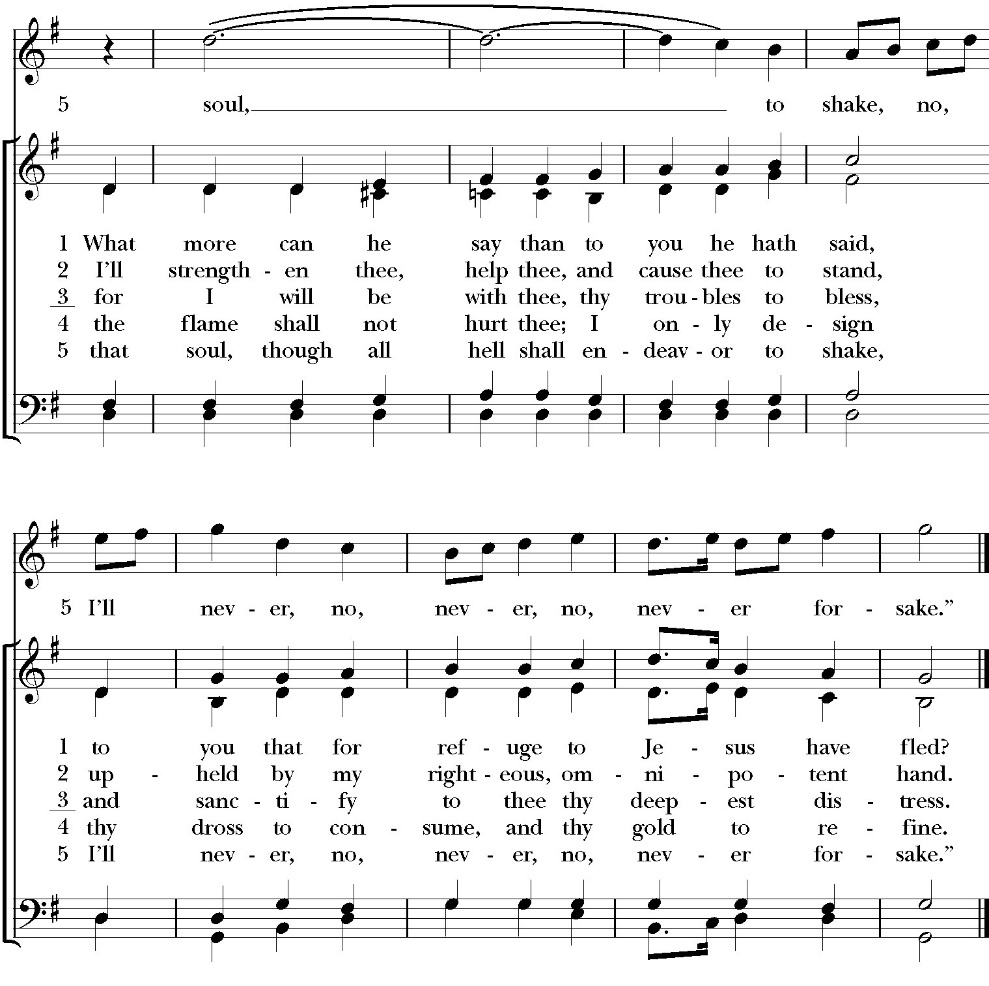 5 soul, to shake, no,
1 What more can he say than to you he hath said,
2 I’ll strength - en thee, help thee, and cause thee to stand,
3 for I will be with thee, thy trou - bles to bless,
4 the flame shall not hurt thee; I on - ly de - sign
5 that soul, though all hell shall en - deav - or to shake,
5 I’ll nev - er, no, nev - er, no, nev - er for - sake.”
1 to you that for ref - uge to Je - sus have fled?
2 up - held by my right - eous, om - ni - po - tent hand.
3 and sanc - ti - fy to thee thy deep - est dis - tress.
4 thy dross to con - sume, and thy gold to re - fine.
5 I’ll nev - er, no, nev - er, no, nev - er for - sake.”